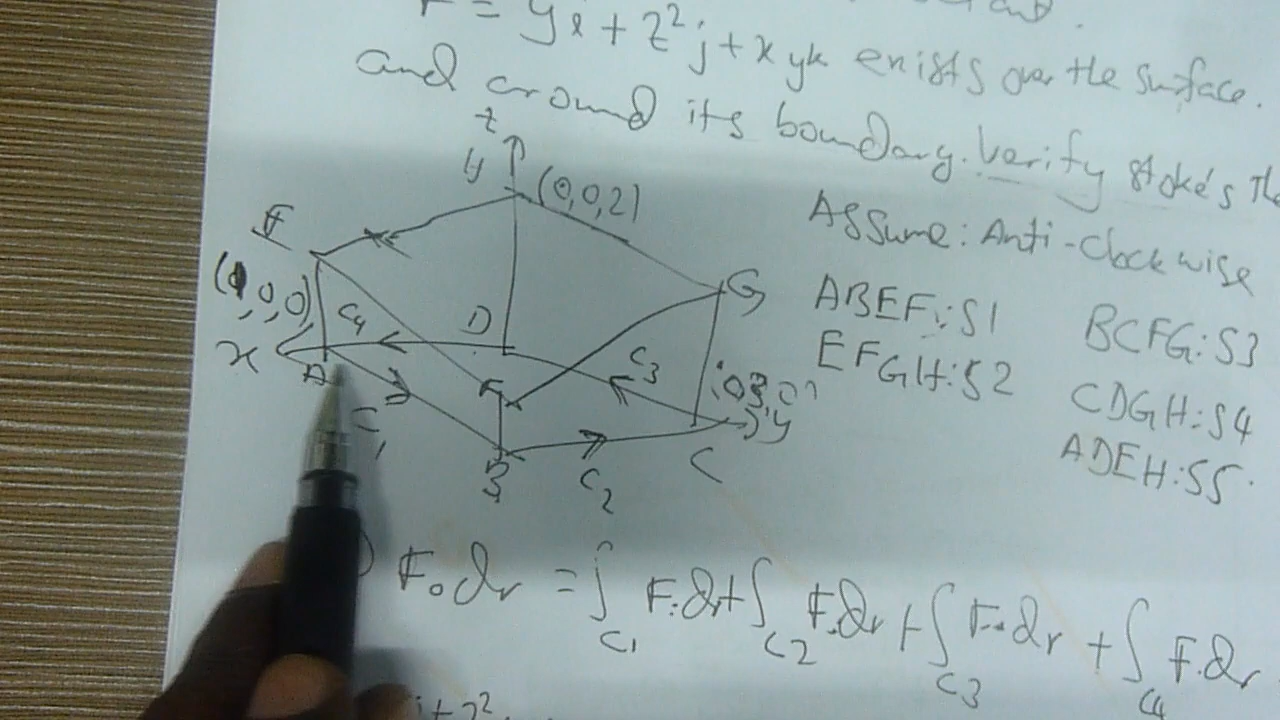 F = yi + z²j + xyk exists over the surface.
and around its boundary. Verify stoke's The
Assume: Anti-clockwise
z
H (0,0,2)
E
(1,0,0)
x
A
C₄
D
F
G
C₃
y
C₁
B
C₂
C
ABEF: S1
EFGH: S2
BCFG: S3
CDGH: S4
ADEH: S5.
F∘dr = ∫C₁ F.dr + ∫C₂ F.dr + ∫C₃ F.dr + ∫C₄ F.dr
i + z²